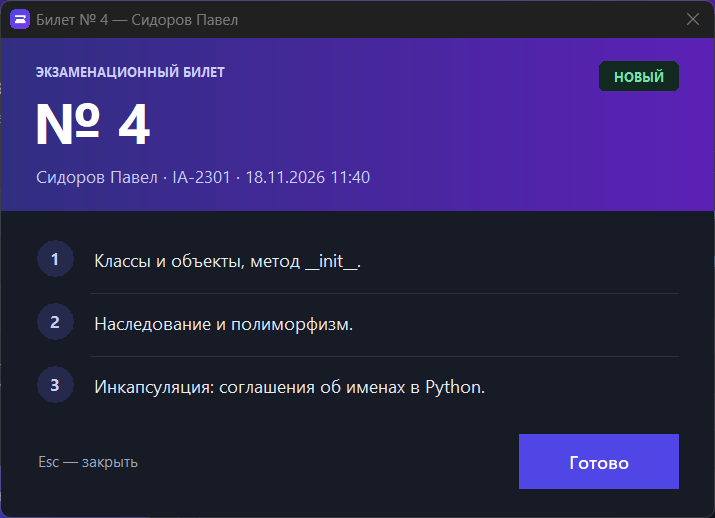 Билет № 4 — Сидоров Павел
ЭКЗАМЕНАЦИОННЫЙ БИЛЕТ
НОВЫЙ
№ 4
Сидоров Павел · IA-2301 · 18.11.2026 11:40
1 Классы и объекты, метод __init__.
2 Наследование и полиморфизм.
3 Инкапсуляция: соглашения об именах в Python.
Esc — закрыть
Готово